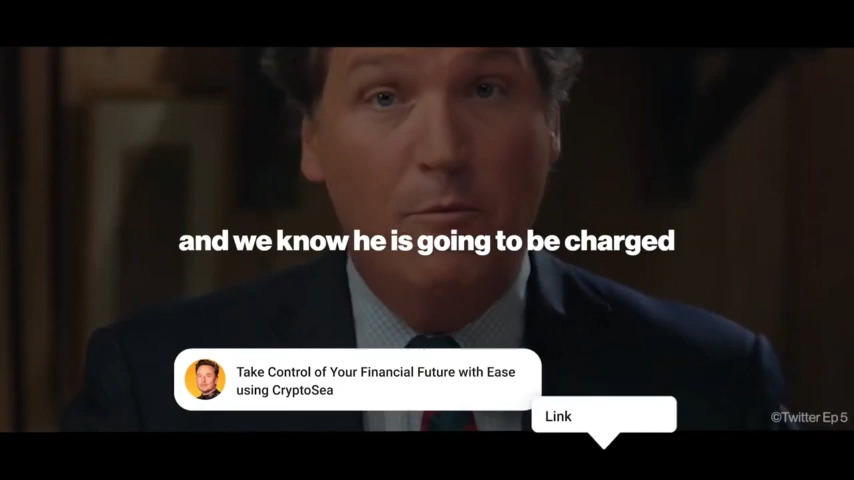 and we know he is going to be charged
Take Control of Your Financial Future with Ease
using CryptoSea
Link
©Twitter Ep 5